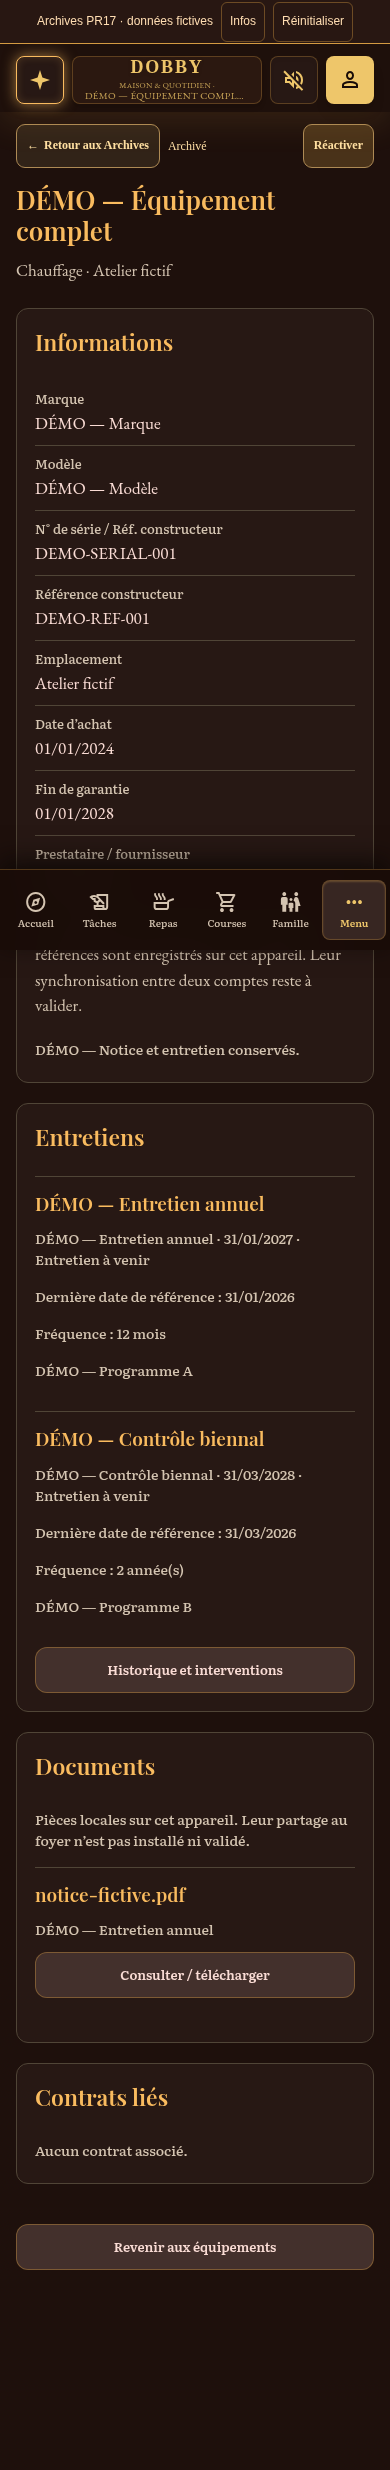 Archives PR17 · données fictives Infos Réinitialiser
DOBBY
MAISON & QUOTIDIEN ·
DÉMO — ÉQUIPEMENT COMPL...
← Retour aux Archives Archivé Réactiver
DÉMO — Équipement
complet
Chauffage · Atelier fictif
Informations
Marque
DÉMO — Marque
Modèle
DÉMO — Modèle
N° de série / Réf. constructeur
DEMO-SERIAL-001
Référence constructeur
DEMO-REF-001
Emplacement
Atelier fictif
Date d’achat
01/01/2024
Fin de garantie
01/01/2028
Prestataire / fournisseur
Accueil Tâches Repas Courses Famille Menu
références sont enregistrés sur cet appareil. Leur
synchronisation entre deux comptes reste à
valider.
DÉMO — Notice et entretien conservés.
Entretiens
DÉMO — Entretien annuel
DÉMO — Entretien annuel · 31/01/2027 ·
Entretien à venir
Dernière date de référence : 31/01/2026
Fréquence : 12 mois
DÉMO — Programme A
DÉMO — Contrôle biennal
DÉMO — Contrôle biennal · 31/03/2028 ·
Entretien à venir
Dernière date de référence : 31/03/2026
Fréquence : 2 année(s)
DÉMO — Programme B
Historique et interventions
Documents
Pièces locales sur cet appareil. Leur partage au
foyer n’est pas installé ni validé.
notice-fictive.pdf
DÉMO — Entretien annuel
Consulter / télécharger
Contrats liés
Aucun contrat associé.
Revenir aux équipements